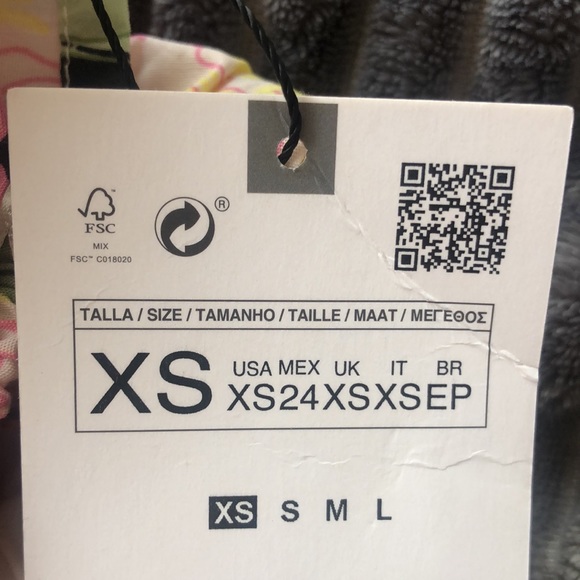 FSC™
MIX
FSC™ C018020
®
TALLA / SIZE / TAMANHO / TAILLE / MAAT / ΜΕΓΕΘΟΣ
XS
USA MEX UK IT BR
XS 24 XS XS EP
XS S M L